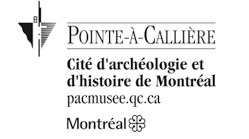 POINTE-À-CALLIÈRE
Cité d'archéologie et
d'histoire de Montréal
pacmusee.qc.ca
Montréal